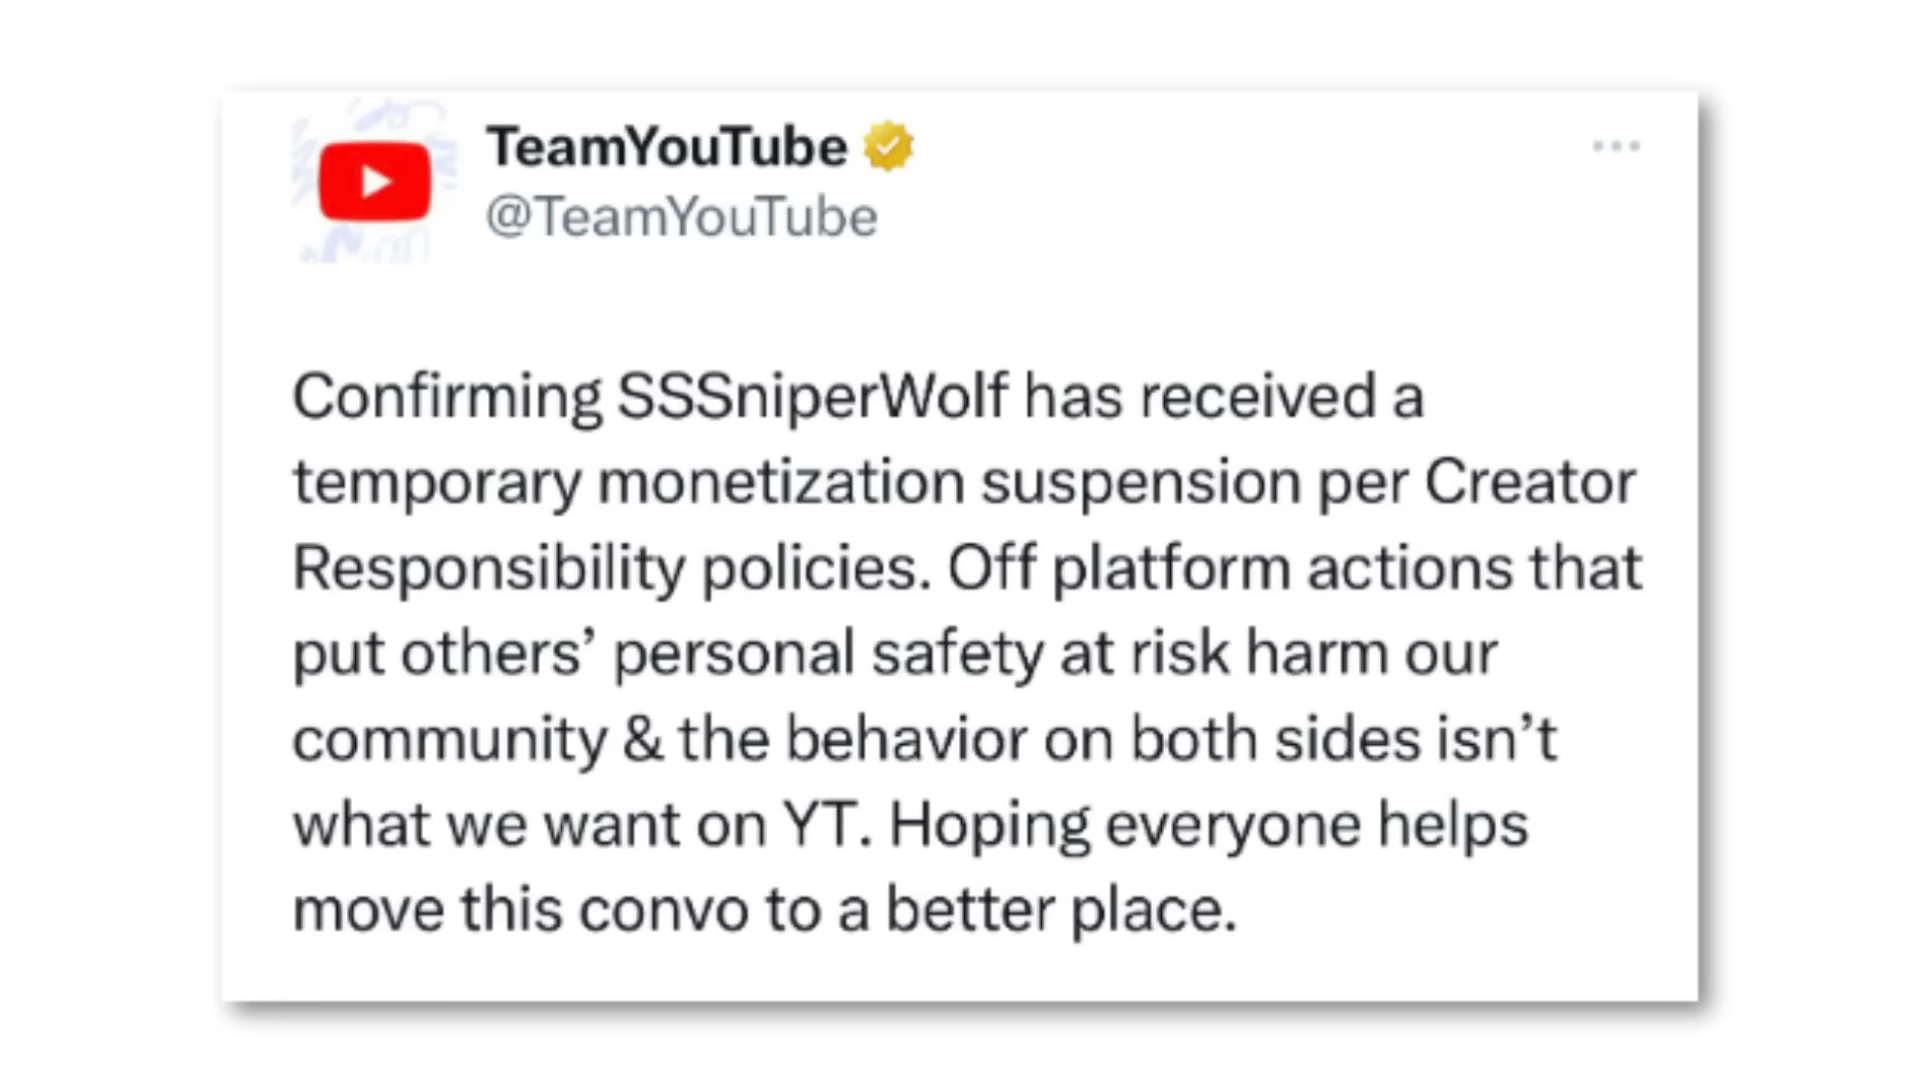 TeamYouTube
@TeamYouTube
Confirming SSSniperWolf has received a
temporary monetization suspension per Creator
Responsibility policies. Off platform actions that
put others’ personal safety at risk harm our
community & the behavior on both sides isn’t
what we want on YT. Hoping everyone helps
move this convo to a better place.